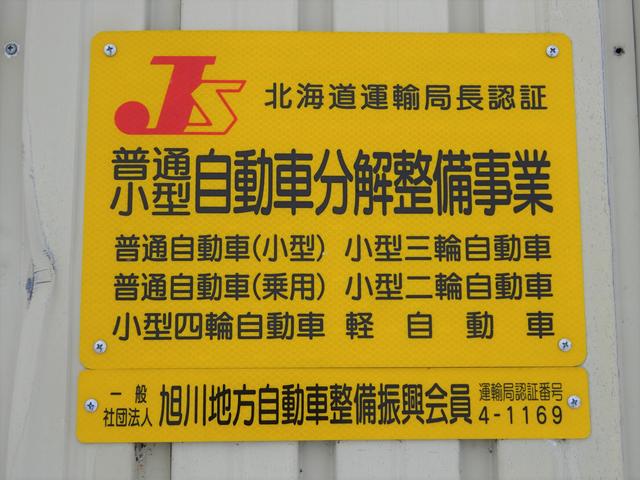 JS 北海道運輸局長認証
普通小型自動車分解整備事業
普通自動車(小型) 小型三輪自動車
普通自動車(乗用) 小型二輪自動車
小型四輪自動車 軽自動車
一般社団法人 旭川地方自動車整備振興会員 運輸局認証番号 4-1169